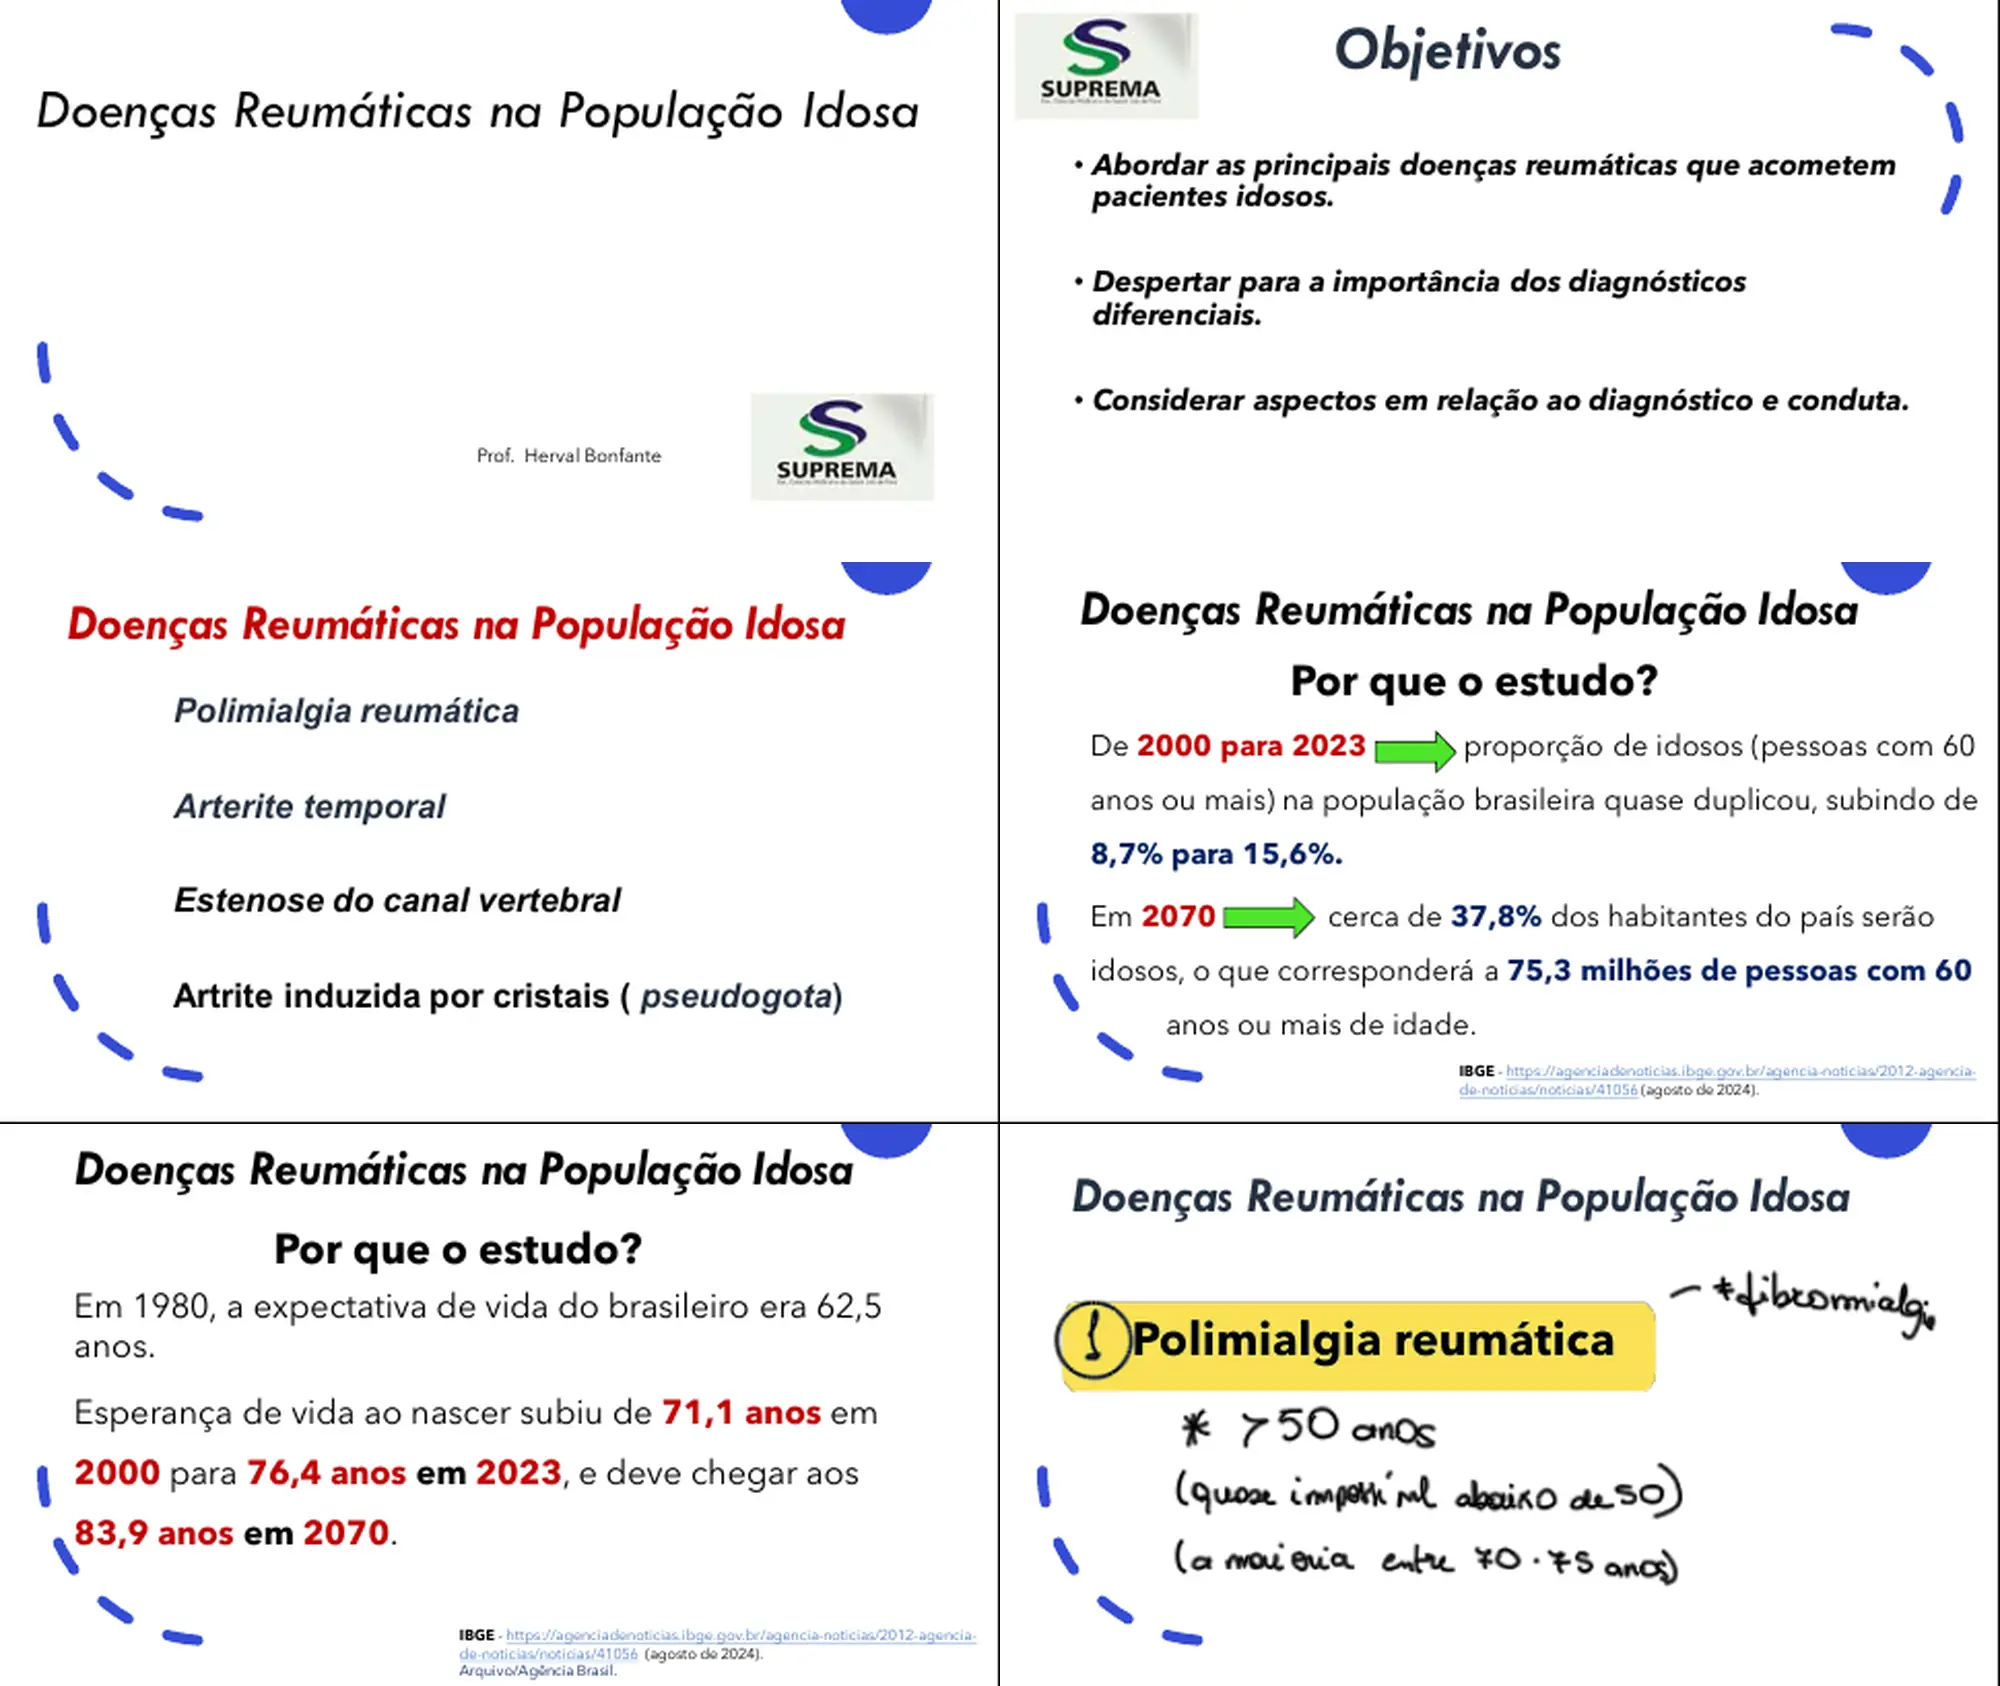 Doenças Reumáticas na População Idosa
Prof. Herval Bonfante
SUPREMA
SUPREMA
Objetivos
• Abordar as principais doenças reumáticas que acometem
pacientes idosos.
• Despertar para a importância dos diagnósticos
diferenciais.
• Considerar aspectos em relação ao diagnóstico e conduta.
Doenças Reumáticas na População Idosa
Polimialgia reumática
Arterite temporal
Estenose do canal vertebral
Artrite induzida por cristais ( pseudogota)
Doenças Reumáticas na População Idosa
Por que o estudo?
De 2000 para 2023 proporção de idosos (pessoas com 60
anos ou mais) na população brasileira quase duplicou, subindo de
8,7% para 15,6%.
Em 2070 cerca de 37,8% dos habitantes do país serão
idosos, o que corresponderá a 75,3 milhões de pessoas com 60
anos ou mais de idade.
IBGE - https://agenciadenoticias.ibge.gov.br/agencia-noticias/2012-agencia-
de-noticias/noticias/41056 (agosto de 2024).
Doenças Reumáticas na População Idosa
Por que o estudo?
Em 1980, a expectativa de vida do brasileiro era 62,5
anos.
Esperança de vida ao nascer subiu de 71,1 anos em
2000 para 76,4 anos em 2023, e deve chegar aos
83,9 anos em 2070.
IBGE - https://agenciadenoticias.ibge.gov.br/agencia-noticias/2012-agencia-
de-noticias/noticias/41056 (agosto de 2024).
Arquivo/Agência Brasil.
Doenças Reumáticas na População Idosa
— ≠ fibromialgia
! Polimialgia reumática
* >50 anos
(quase impossível abaixo de 50)
(a maioria entre 70-75 anos)